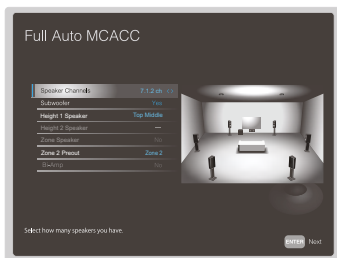 Full Auto MCACC
Speaker Channels 7.1.2 ch
Subwoofer Yes
Height 1 Speaker Top Middle
Height 2 Speaker ---
Zone Speaker No
Zone 2 Preout Zone 2
Bi-Amp No
Select how many speakers you have.
ENTER Next